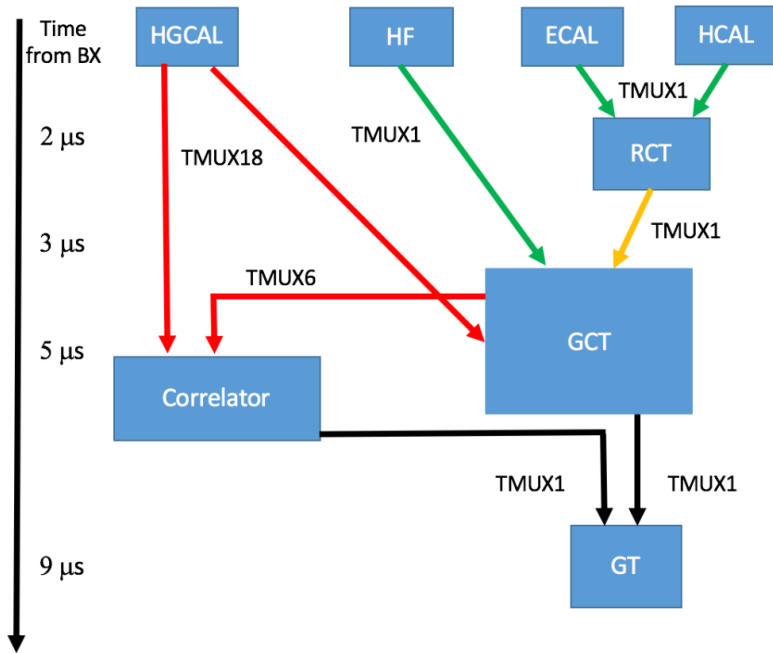 Time
from BX
HGCAL
HF
ECAL
HCAL
TMUX1
2 μs
TMUX1
TMUX18
RCT
3 μs
TMUX1
TMUX6
5 μs
GCT
Correlator
TMUX1
TMUX1
9 μs
GT